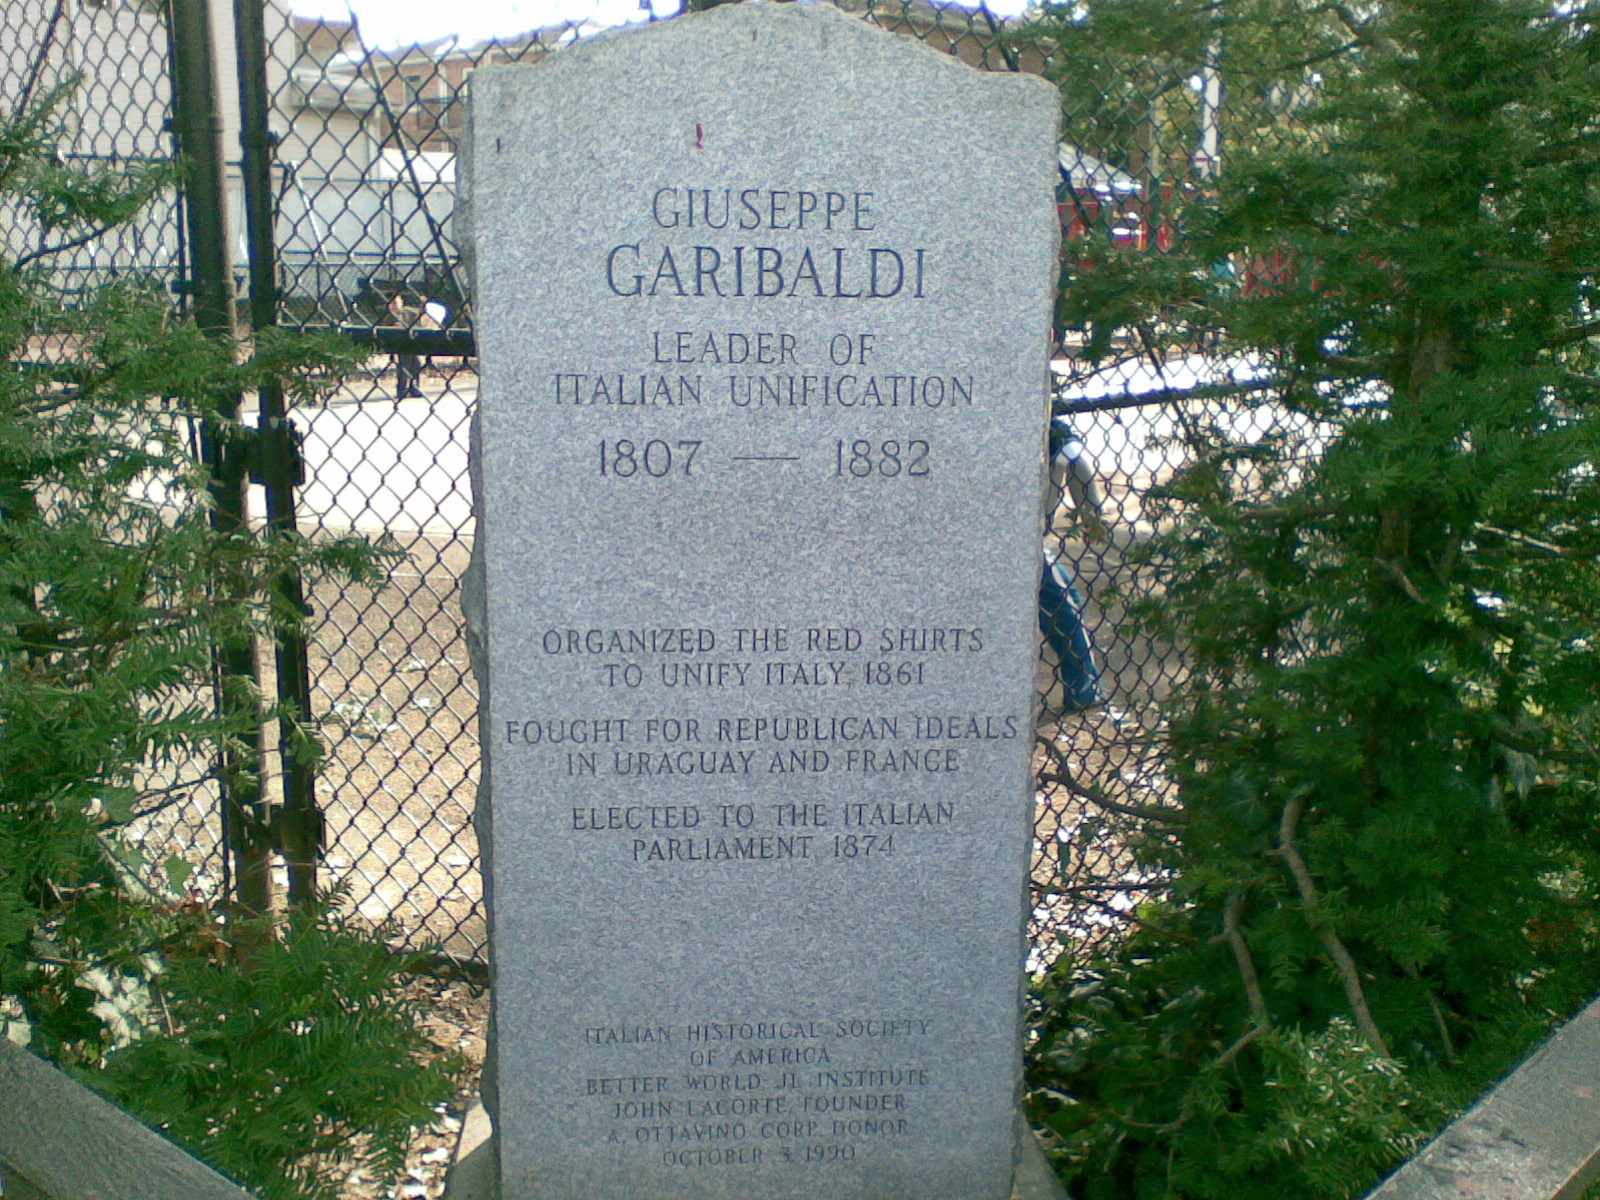 GIUSEPPE
GARIBALDI
LEADER OF
ITALIAN UNIFICATION
1807 — 1882
ORGANIZED THE RED SHIRTS
TO UNIFY ITALY, 1861
FOUGHT FOR REPUBLICAN IDEALS
IN URAGUAY AND FRANCE
ELECTED TO THE ITALIAN
PARLIAMENT 1874
ITALIAN HISTORICAL SOCIETY
OF AMERICA
BETTER WORLD JL INSTITUTE
JOHN LACORTE, FOUNDER
A. OTTAVINO CORP. DONOR
OCTOBER 3, 1990